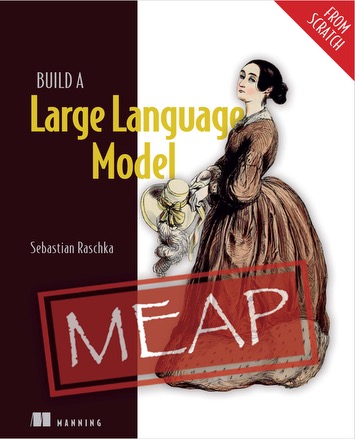 FROM
SCRATCH
BUILD A
Large Language
Model
Sebastian Raschka
MEAP
MANNING